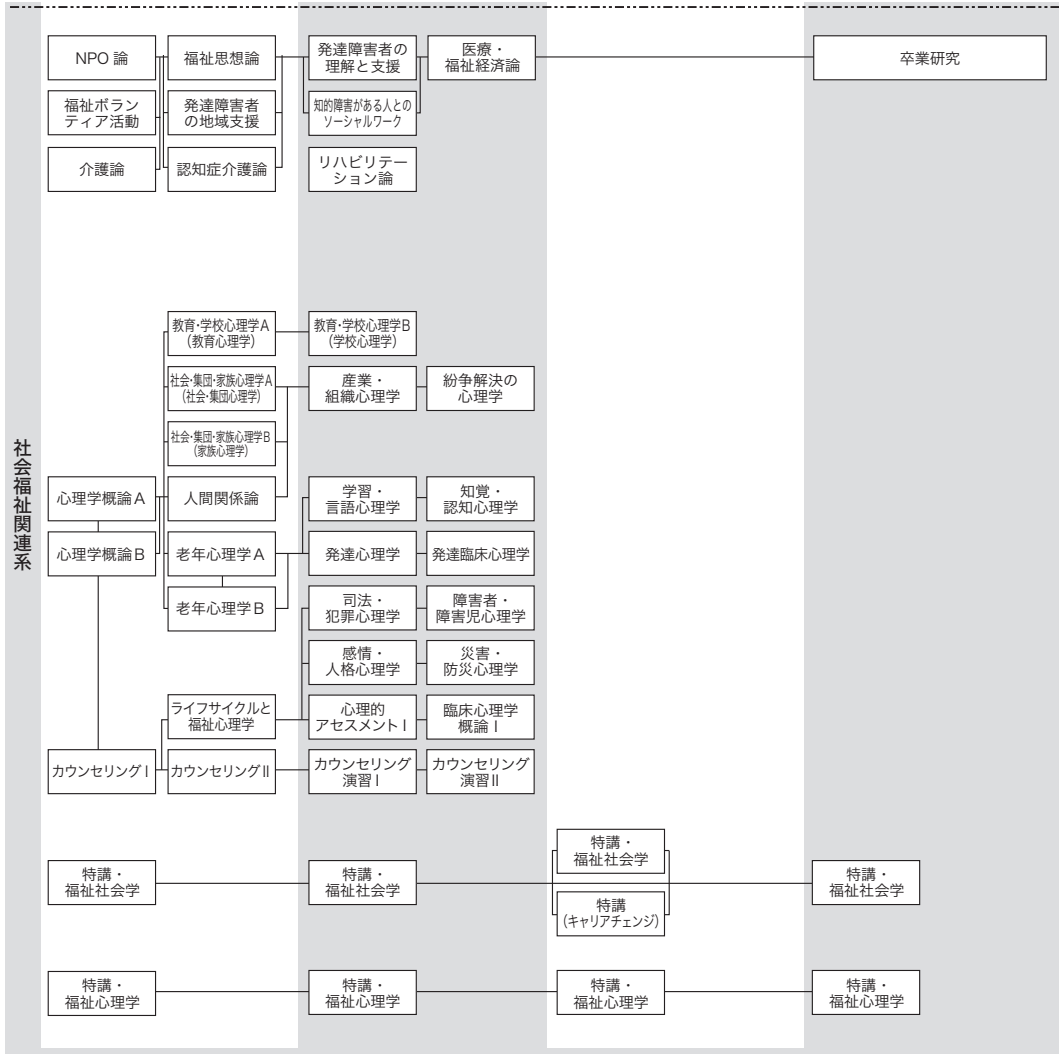 社会福祉関連系
NPO 論
福祉思想論
発達障害者の
理解と支援
医療・
福祉経済論
卒業研究
福祉ボラン
ティア活動
発達障害者
の地域支援
知的障害がある人との
ソーシャルワーク
介護論
認知症介護論
リハビリテー
ション論
教育・学校心理学A
(教育心理学)
教育・学校心理学B
(学校心理学)
社会・集団・家族心理学A
(社会・集団心理学)
産業・
組織心理学
紛争解決の
心理学
社会・集団・家族心理学B
(家族心理学)
心理学概論A
人間関係論
学習・
言語心理学
知覚・
認知心理学
心理学概論B
老年心理学A
発達心理学
発達臨床心理学
老年心理学B
司法・
犯罪心理学
障害者・
障害児心理学
感情・
人格心理学
災害・
防災心理学
ライフサイクルと
福祉心理学
心理的
アセスメントⅠ
臨床心理学
概論Ⅰ
カウンセリングⅠ
カウンセリングⅡ
カウンセリング
演習Ⅰ
カウンセリング
演習Ⅱ
特講・
福祉社会学
特講・
福祉社会学
特講・
福祉社会学
特講
(キャリアチェンジ)
特講・
福祉社会学
特講・
福祉心理学
特講・
福祉心理学
特講・
福祉心理学
特講・
福祉心理学